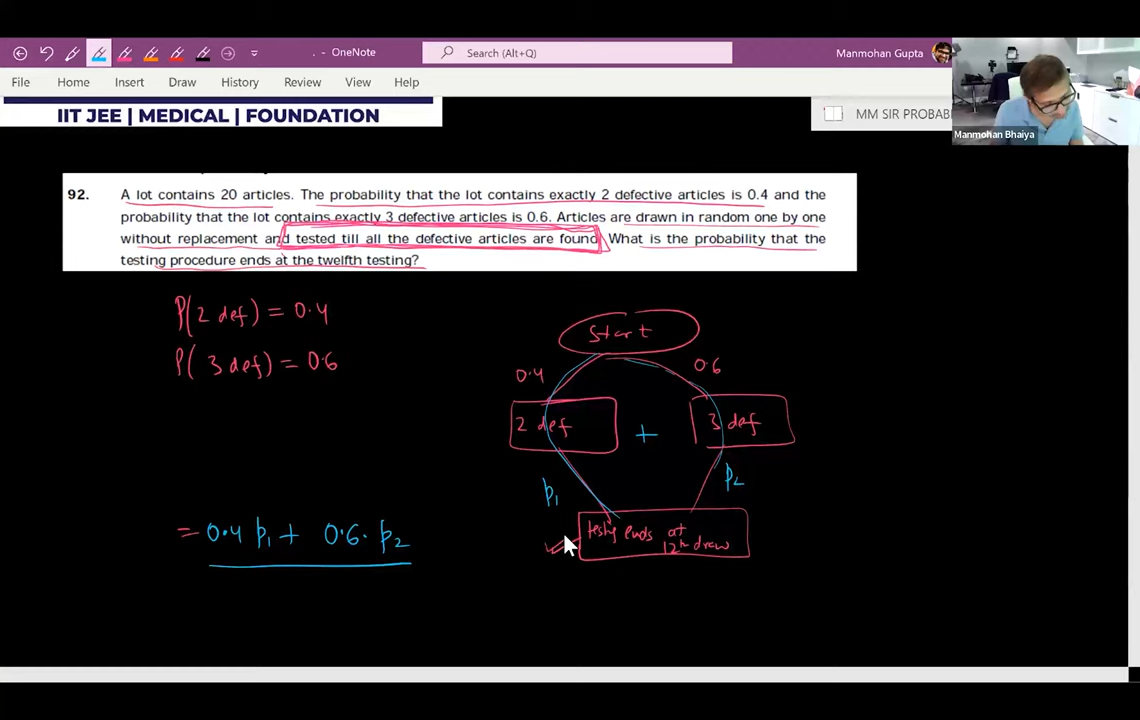 . - OneNote
Search (Alt+Q)
Manmohan Gupta
File Home Insert Draw History Review View Help
IIT JEE | MEDICAL | FOUNDATION
MM SIR PROBAB
Manmohan Bhaiya
92. A lot contains 20 articles. The probability that the lot contains exactly 2 defective articles is 0.4 and the
probability that the lot contains exactly 3 defective articles is 0.6. Articles are drawn in random one by one
without replacement and tested till all the defective articles are found. What is the probability that the
testing procedure ends at the twelfth testing?
P(2 def) = 0.4
P( 3 def) = 0.6
Start
0.4 0.6
2 def + 3 def
p₁ p₂
testing ends at
12th draw
= 0.4 p₁ + 0.6. p₂